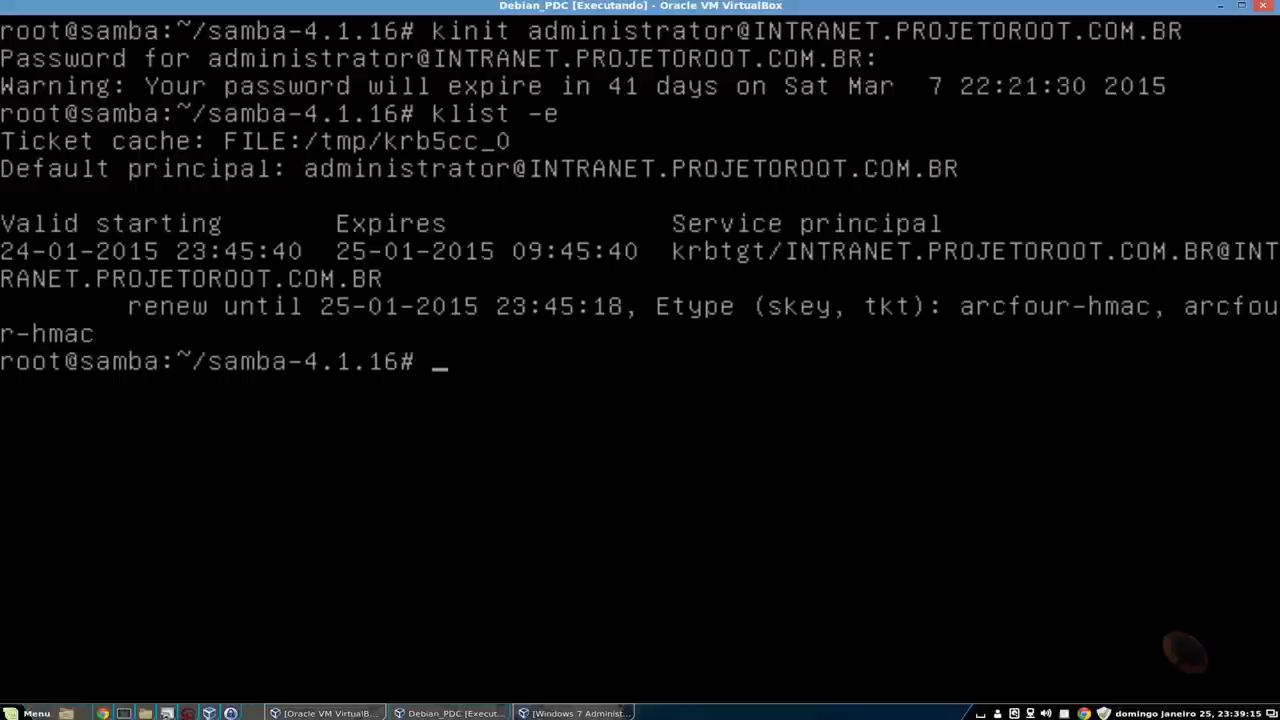 Debian_PDC [Executando] - Oracle VM VirtualBox
root@samba:~/samba-4.1.16# kinit administrator@INTRANET.PROJETOROOT.COM.BR
Password for administrator@INTRANET.PROJETOROOT.COM.BR:
Warning: Your password will expire in 41 days on Sat Mar  7 22:21:30 2015
root@samba:~/samba-4.1.16# klist -e
Ticket cache: FILE:/tmp/krb5cc_0
Default principal: administrator@INTRANET.PROJETOROOT.COM.BR
Valid starting       Expires              Service principal
24-01-2015 23:45:40  25-01-2015 09:45:40  krbtgt/INTRANET.PROJETOROOT.COM.BR@INT
RANET.PROJETOROOT.COM.BR
        renew until 25-01-2015 23:45:18, Etype (skey, tkt): arcfour-hmac, arcfou
r-hmac
root@samba:~/samba-4.1.16# _
Menu [Oracle VM VirtualB... Debian_PDC [Execut... [Windows 7 Administ... domingo janeiro 25, 23:39:15